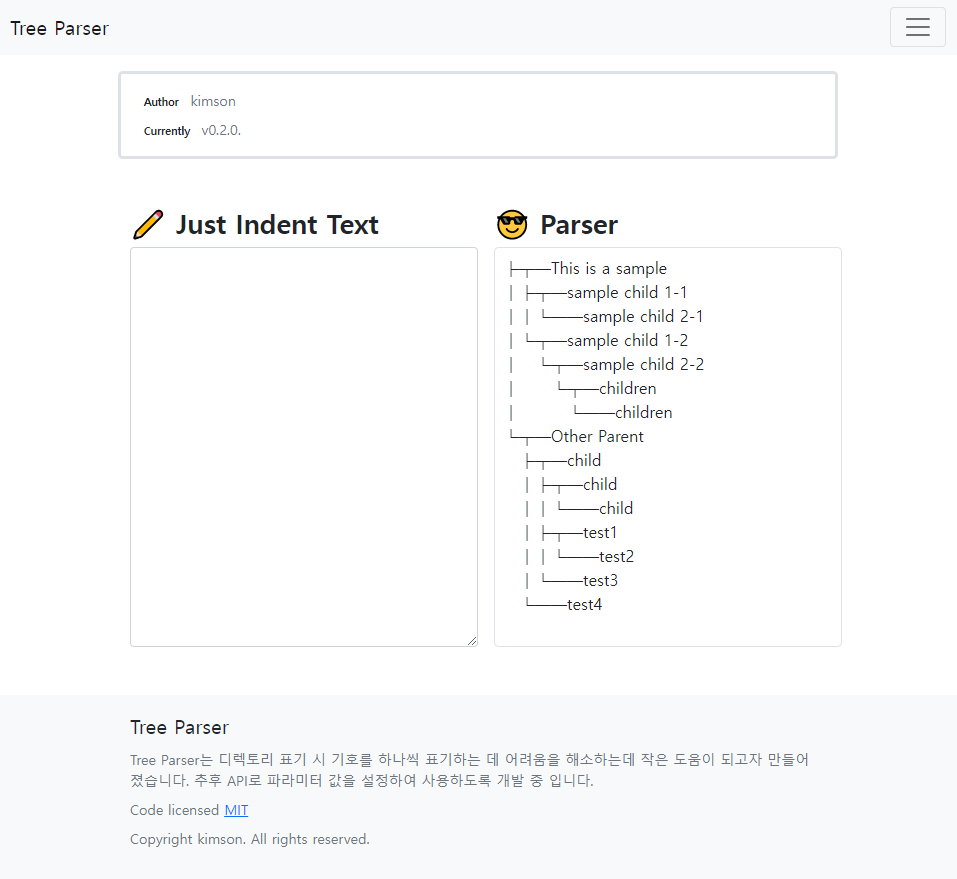 Tree Parser
Author kimson
Currently v0.2.0.
✏️ Just Indent Text
😎 Parser
├─┬──This is a sample
│ ├─┬──sample child 1-1
│ │ └────sample child 2-1
│ └─┬──sample child 1-2
│   └─┬──sample child 2-2
│     └─┬──children
│       └────children
└─┬──Other Parent
  ├─┬──child
  │ ├─┬──child
  │ │ └────child
  │ ├─┬──test1
  │ │ └────test2
  │ └────test3
  └────test4
Tree Parser
Tree Parser는 디렉토리 표기 시 기호를 하나씩 표기하는 데 어려움을 해소하는데 작은 도움이 되고자 만들어
졌습니다. 추후 API로 파라미터 값을 설정하여 사용하도록 개발 중 입니다.
Code licensed MIT
Copyright kimson. All rights reserved.